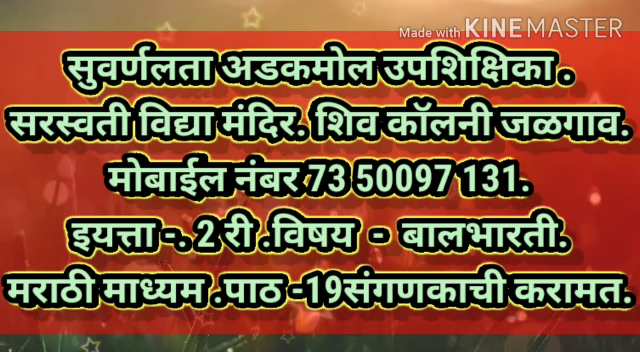 Made with KINEMASTER
सुवर्णलता अडकमोल उपशिक्षिका .
सरस्वती विद्या मंदिर. शिव कॉलनी जळगाव.
मोबाईल नंबर 73 50097 131.
इयत्ता -. 2 री .विषय - बालभारती.
मराठी माध्यम .पाठ -19संगणकाची करामत.